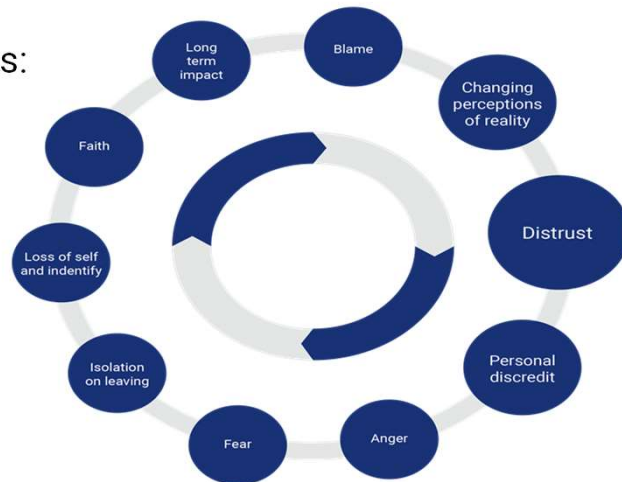 s:
Long
term
impact
Blame
Changing
perceptions
of reality
Distrust
Personal
discredit
Anger
Fear
Isolation
on leaving
Loss of self
and indentify
Faith